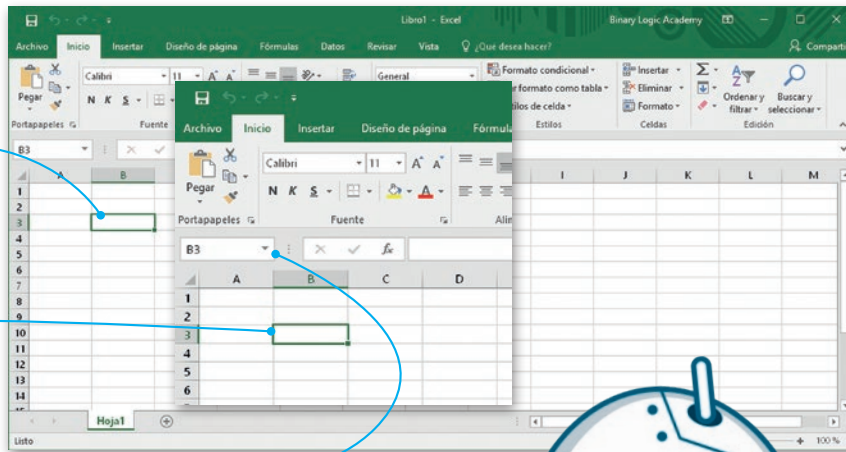 Libro1 - Excel
Binary Logic Academy
Archivo Inicio Insertar Diseño de página Fórmulas Datos Revisar Vista ¿Qué desea hacer? Comparti
Pegar
Calibri 11
General
N K S
Formato condicional
r formato como tabla
ilos de celda
Insertar
Eliminar
Formato
Ordenar y filtrar
Buscar y seleccionar
Portapapeles Fuente Estilos Celdas Edición
B3
A B I J K L M
1
2
3
4
5
6
7
8
9
10
11
12
13
14
Hoja1
Listo
100 %
Archivo Inicio Insertar Diseño de página Fórmula
Pegar
Calibri 11 A A
N K S A
Portapapeles Fuente Alin
B3 fx
A B C D
1
2
3
4
5
6